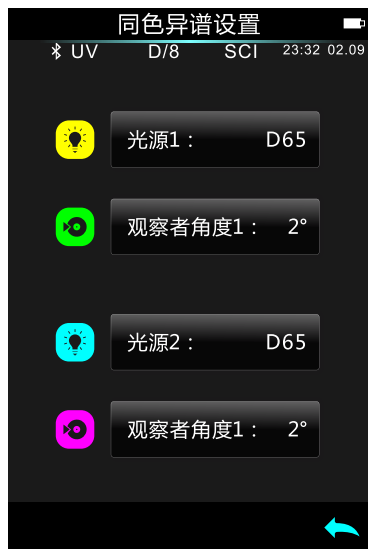 同色异谱设置
UV D/8 SCI 23:32 02.09
光源1： D65
观察者角度1： 2°
光源2： D65
观察者角度1： 2°